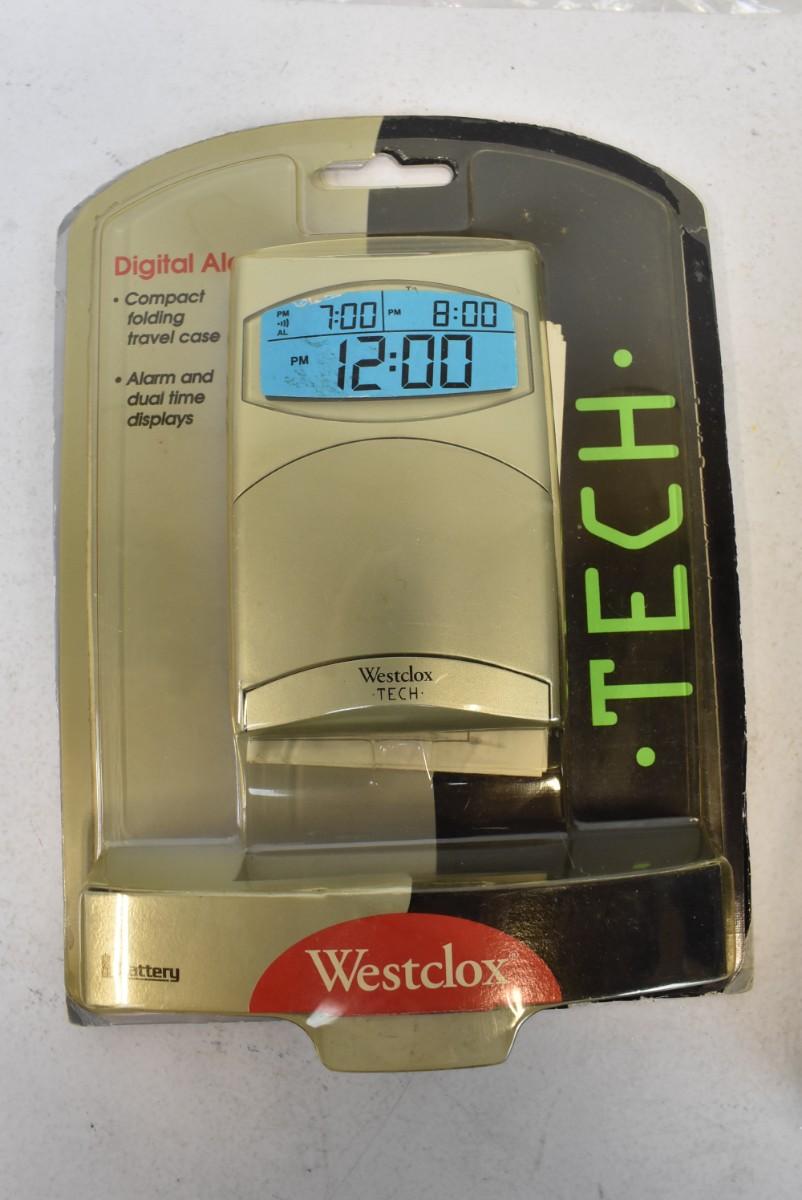 Digital
• Compact
folding
travel case
• Alarm and
dual time
displays
PM 7:00 PM 8:00
AL
PM 12:00
Westclox
·TECH·
·TECH·
Battery
Westclox